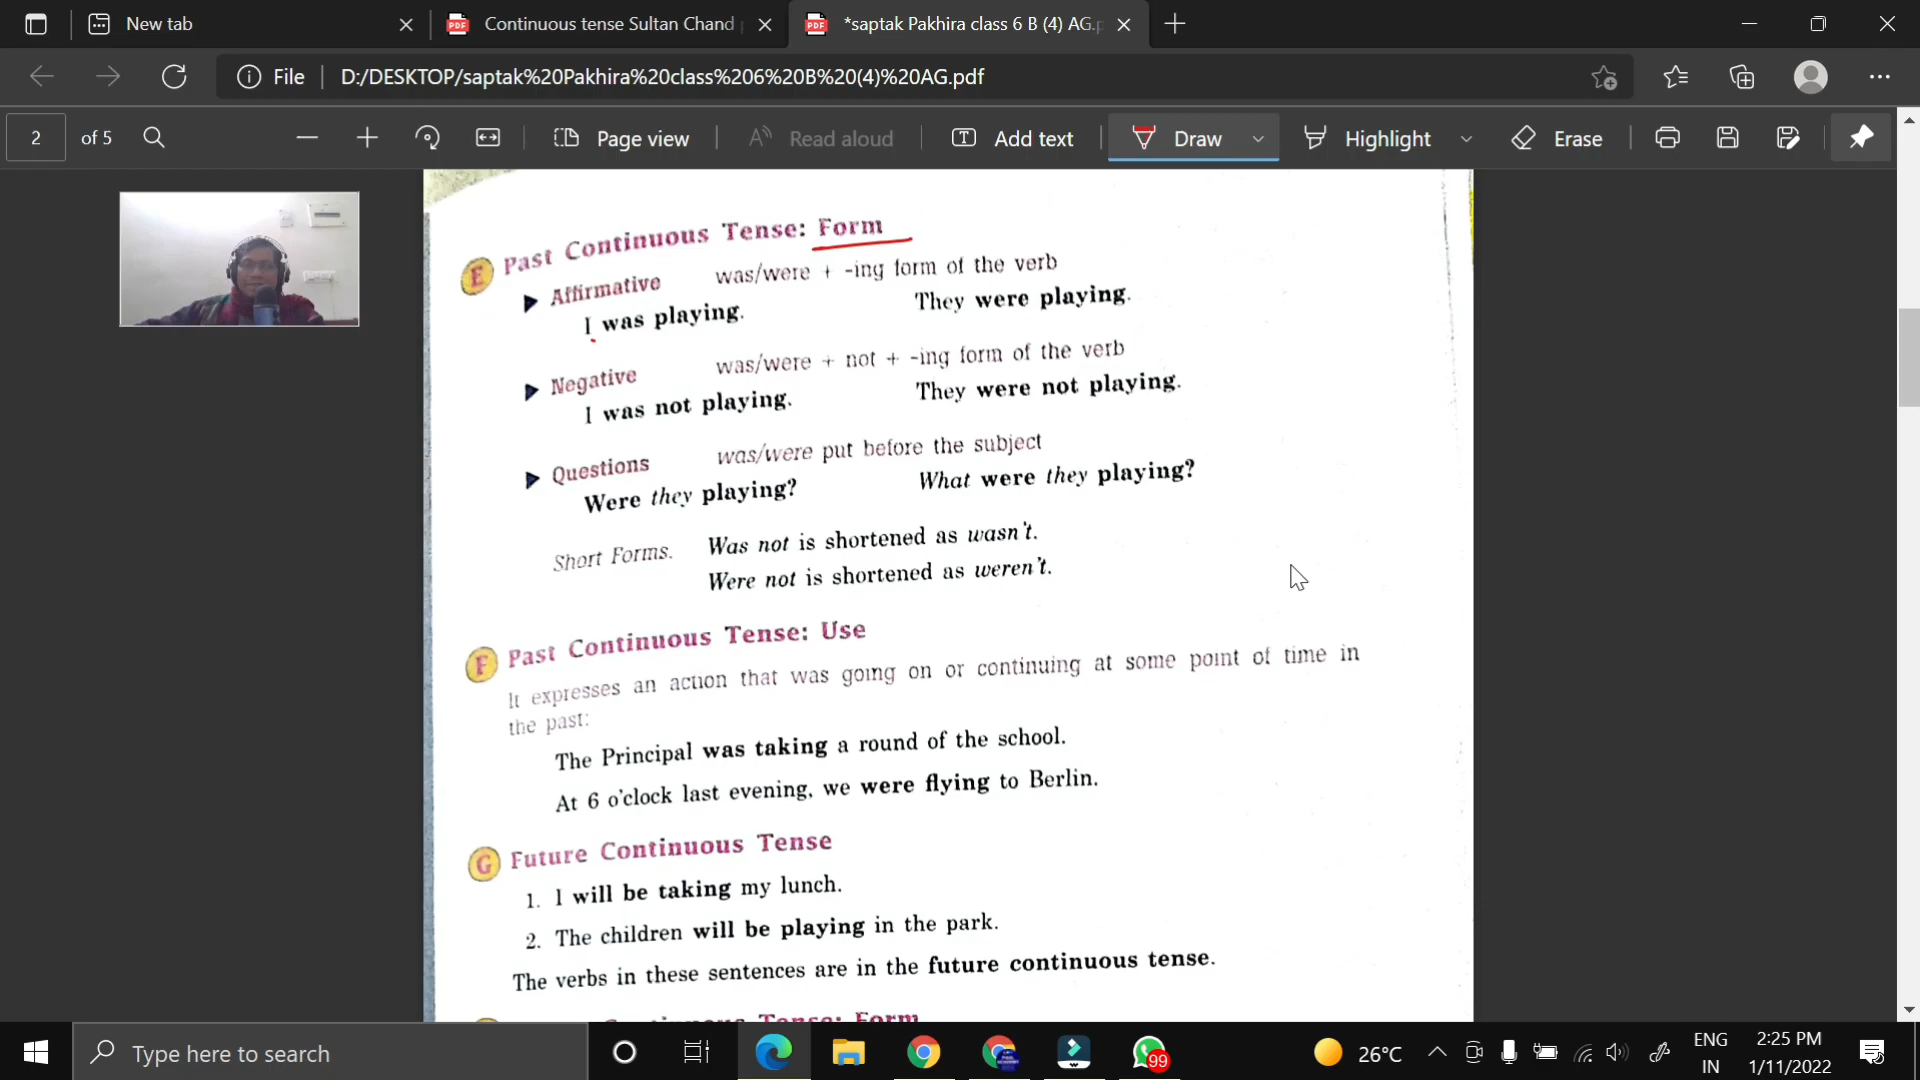 New tab
Continuous tense Sultan Chand
*saptak Pakhira class 6 B (4) AG.p
File
D:/DESKTOP/saptak%20Pakhira%20class%206%20B%20(4)%20AG.pdf
2 of 5
Page view
Read aloud
Add text
Draw
Highlight
Erase
E Past Continuous Tense: Form
Affirmative was/were + -ing form of the verb
I was playing. They were playing.
Negative was/were + not + -ing form of the verb
I was not playing. They were not playing.
Questions was/were put before the subject
Were they playing? What were they playing?
Short Forms. Was not is shortened as wasn't.
Were not is shortened as weren't.
F Past Continuous Tense: Use
It expresses an action that was going on or continuing at some point of time in
the past:
The Principal was taking a round of the school.
At 6 o'clock last evening, we were flying to Berlin.
G Future Continuous Tense
1. I will be taking my lunch.
2. The children will be playing in the park.
The verbs in these sentences are in the future continuous tense.
Tense: Form
Type here to search
99
26°C
ENG
IN
2:25 PM
1/11/2022